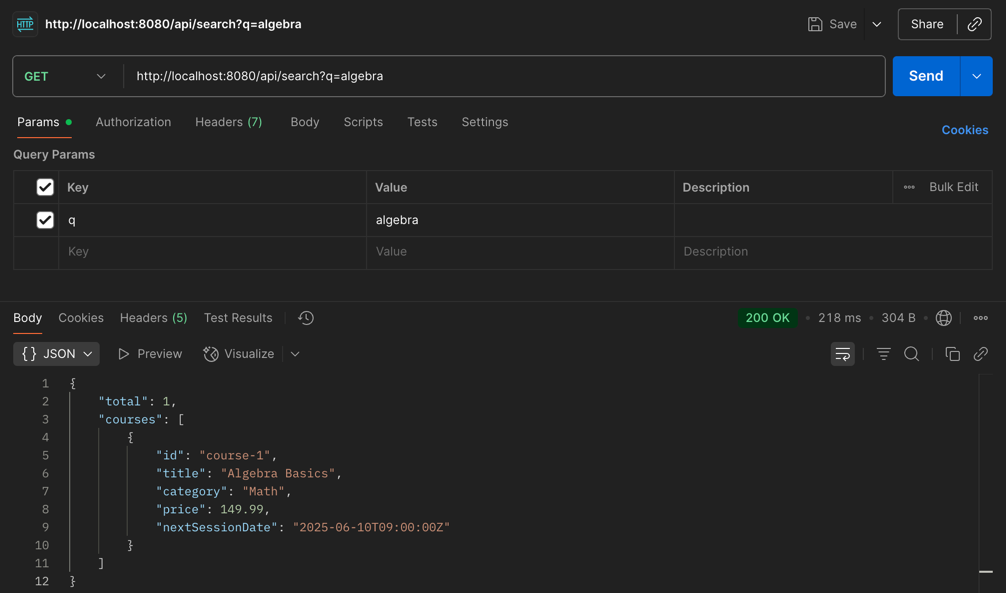 HTTP http://localhost:8080/api/search?q=algebra Save Share
GET http://localhost:8080/api/search?q=algebra Send
Params Authorization Headers (7) Body Scripts Tests Settings Cookies
Query Params
Key Value Description Bulk Edit
q algebra
Key Value Description
Body Cookies Headers (5) Test Results 200 OK 218 ms 304 B
{} JSON Preview Visualize
1 {
2 "total": 1,
3 "courses": [
4 {
5 "id": "course-1",
6 "title": "Algebra Basics",
7 "category": "Math",
8 "price": 149.99,
9 "nextSessionDate": "2025-06-10T09:00:00Z"
10 }
11 ]
12 }